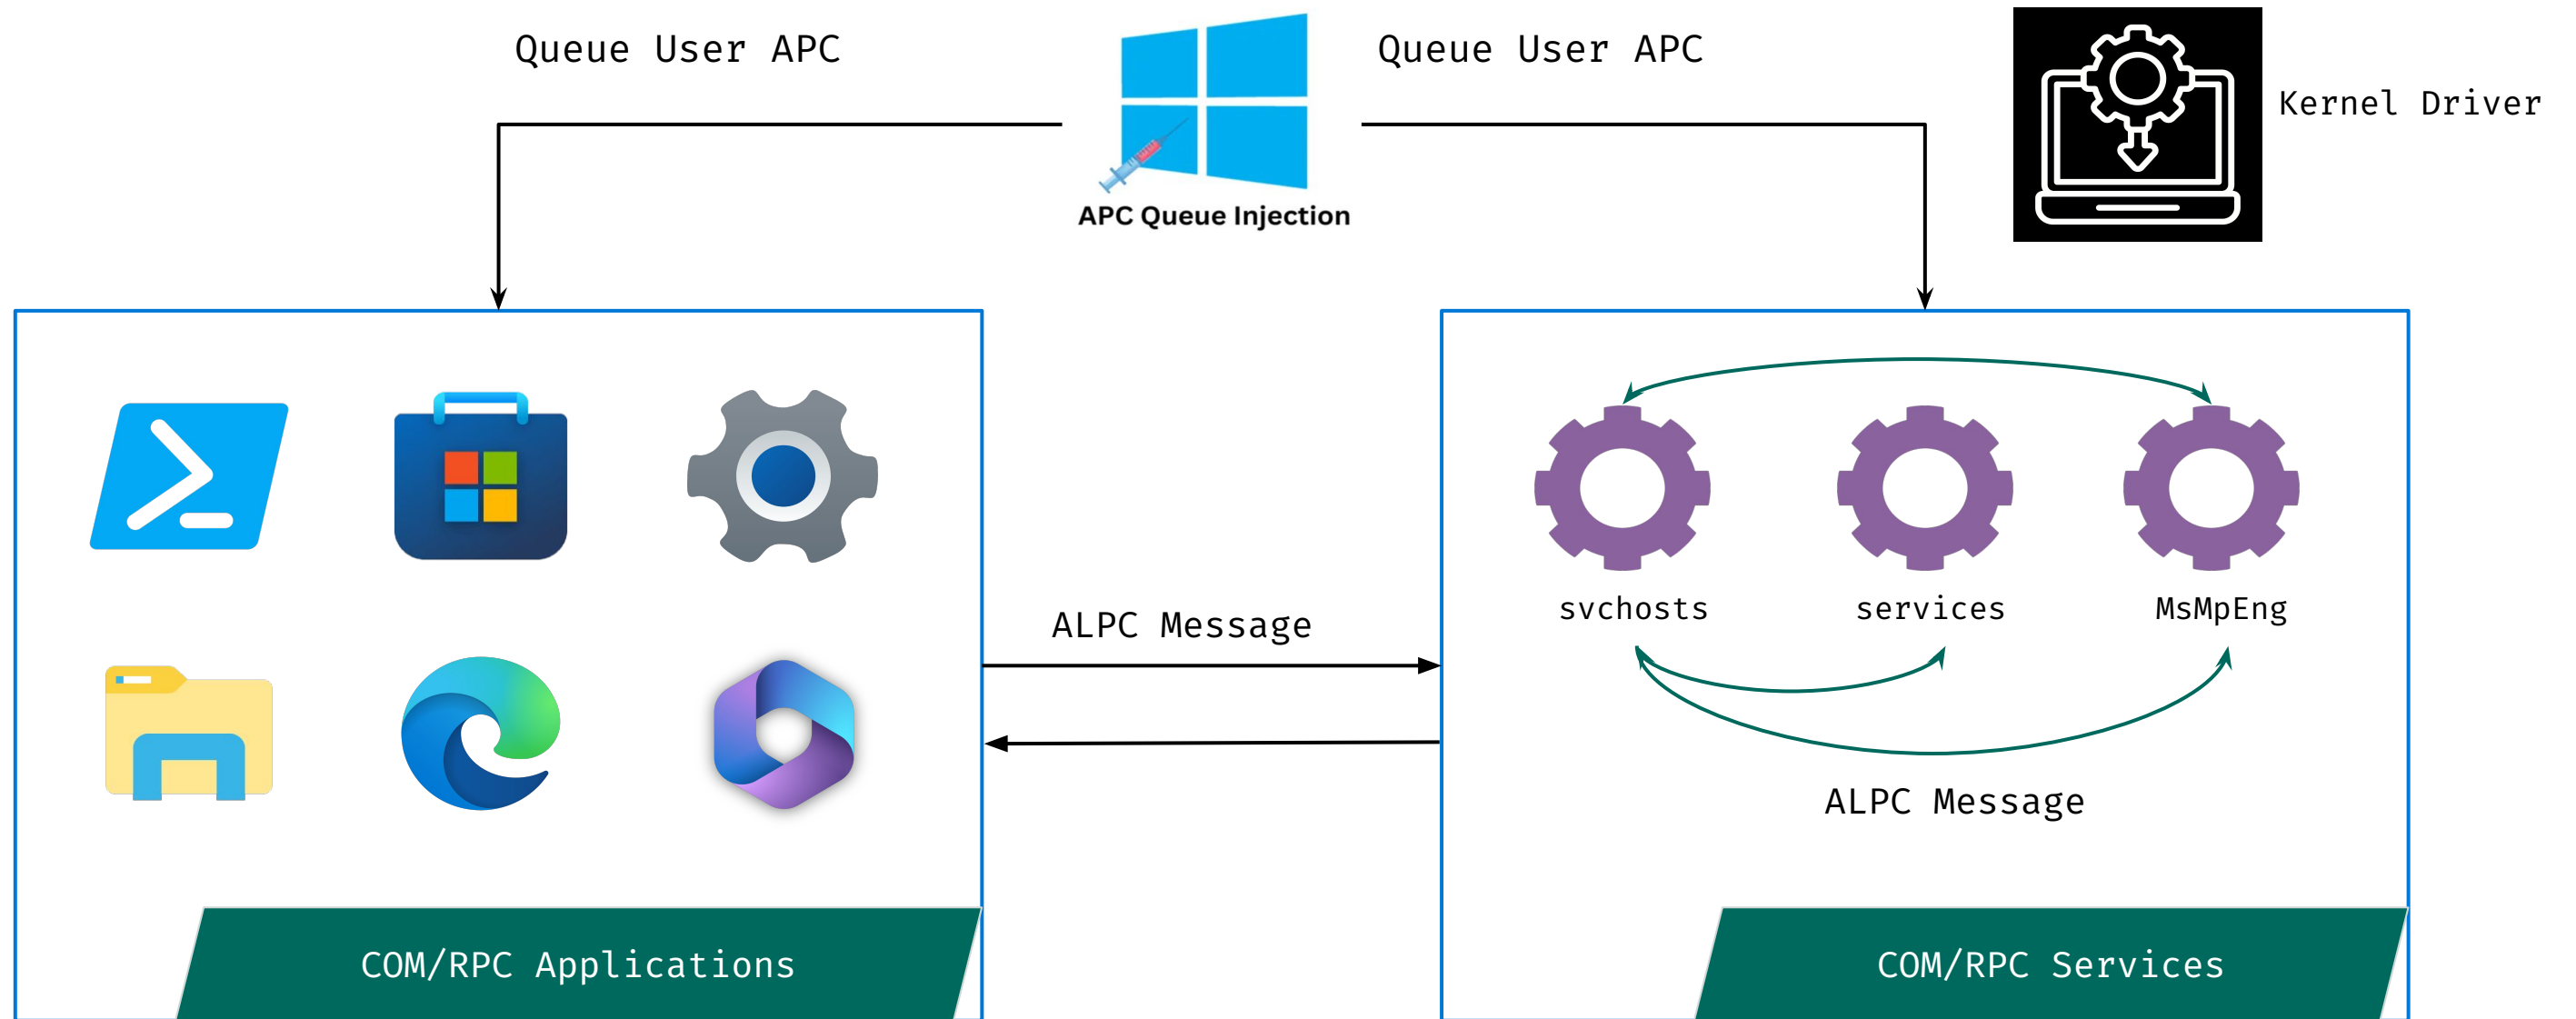 Queue User APC
Queue User APC
Kernel Driver
APC Queue Injection
svchosts
services
MsMpEng
ALPC Message
ALPC Message
COM/RPC Applications
COM/RPC Services